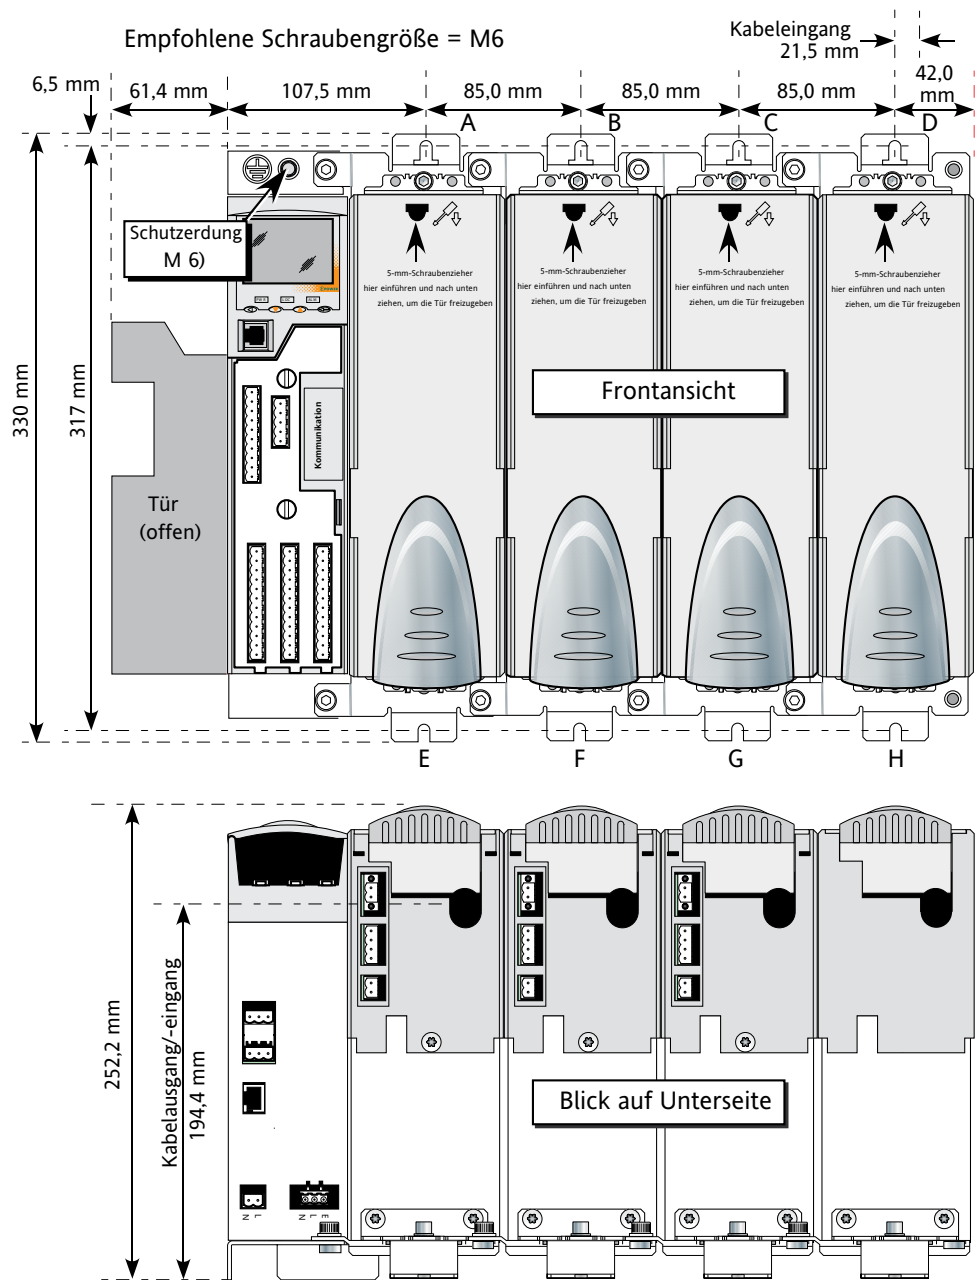 Empfohlene Schraubengröße = M6
Kabeleingang
21,5 mm
6,5 mm
61,4 mm
107,5 mm
85,0 mm
85,0 mm
85,0 mm
42,0
mm
A
B
C
D
Schutzerdung
M 6)
5-mm-Schraubenzieher
hier einführen und nach unten
ziehen, um die Tür freizugeben
5-mm-Schraubenzieher
hier einführen und nach unten
ziehen, um die Tür freizugeben
5-mm-Schraubenzieher
hier einführen und nach unten
ziehen, um die Tür freizugeben
5-mm-Schraubenzieher
hier einführen und nach unten
ziehen, um die Tür freizugeben
LOC
330 mm
317 mm
Frontansicht
Kommunikation
Tür
(offen)
E
F
G
H
252,2 mm
Kabelausgang/-eingang
194,4 mm
Blick auf Unterseite
N
L
N
L
E